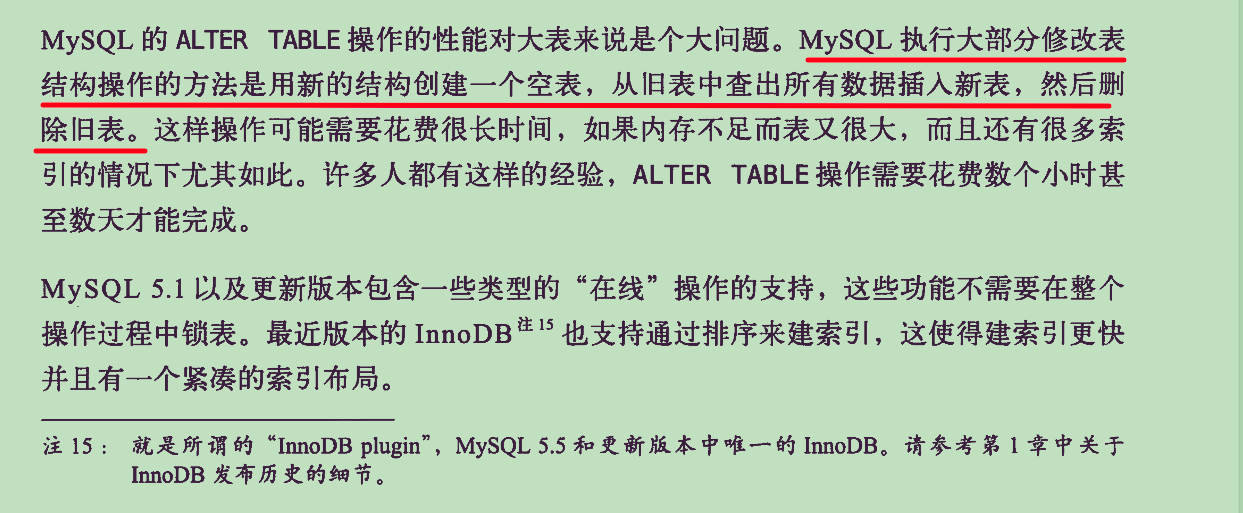 MySQL 的 ALTER TABLE 操作的性能对大表来说是个大问题。MySQL 执行大部分修改表
结构操作的方法是用新的结构创建一个空表，从旧表中查出所有数据插入新表，然后删
除旧表。这样操作可能需要花费很长时间，如果内存不足而表又很大，而且还有很多索
引的情况下尤其如此。许多人都有这样的经验，ALTER TABLE 操作需要花费数个小时甚
至数天才能完成。
MySQL 5.1 以及更新版本包含一些类型的“在线”操作的支持，这些功能不需要在整个
操作过程中锁表。最近版本的 InnoDB注 15 也支持通过排序来建索引，这使得建索引更快
并且有一个紧凑的索引布局。
注 15： 就是所谓的“InnoDB plugin”，MySQL 5.5 和更新版本中唯一的 InnoDB。请参考第 1 章中关于
InnoDB 发布历史的细节。